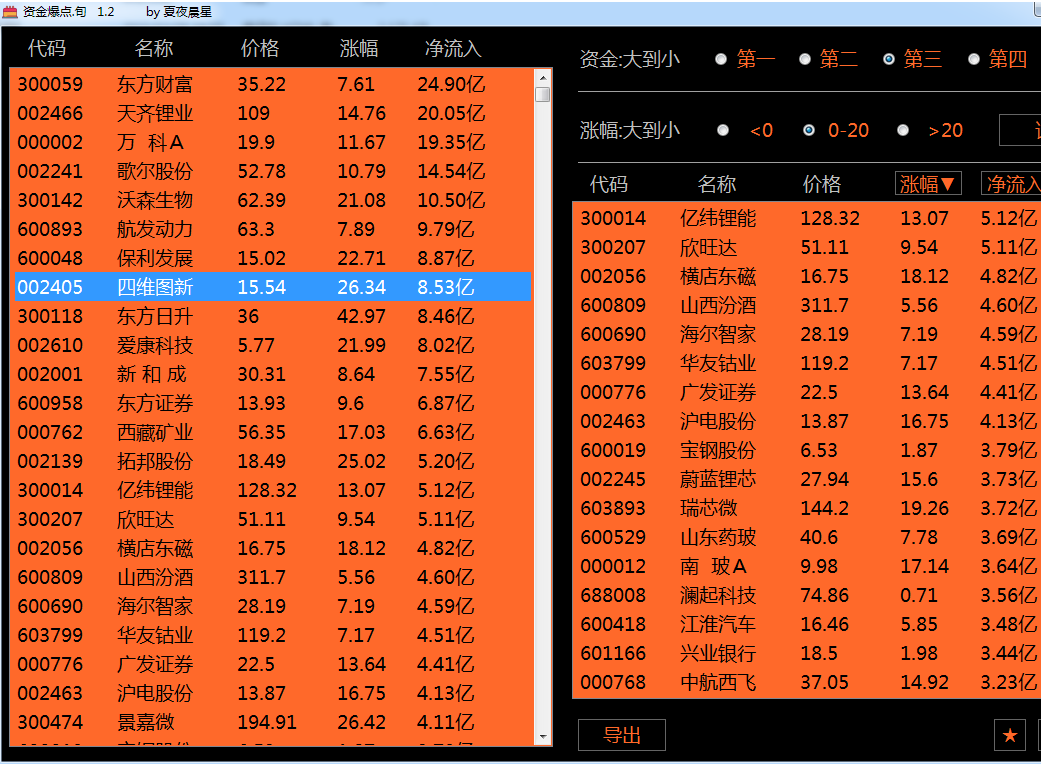 资金爆点.旬 1.2 by 夏夜晨星
代码 名称 价格 涨幅 净流入
300059 东方财富 35.22 7.61 24.90亿
002466 天齐锂业 109 14.76 20.05亿
000002 万 科A 19.9 11.67 19.35亿
002241 歌尔股份 52.78 10.79 14.54亿
300142 沃森生物 62.39 21.08 10.50亿
600893 航发动力 63.3 7.89 9.79亿
600048 保利发展 15.02 22.71 8.87亿
002405 四维图新 15.54 26.34 8.53亿
300118 东方日升 36 42.97 8.46亿
002610 爱康科技 5.77 21.99 8.02亿
002001 新 和 成 30.31 8.64 7.55亿
600958 东方证券 13.93 9.6 6.87亿
000762 西藏矿业 56.35 17.03 6.63亿
002139 拓邦股份 18.49 25.02 5.20亿
300014 亿纬锂能 128.32 13.07 5.12亿
300207 欣旺达 51.11 9.54 5.11亿
002056 横店东磁 16.75 18.12 4.82亿
600809 山西汾酒 311.7 5.56 4.60亿
600690 海尔智家 28.19 7.19 4.59亿
603799 华友钴业 119.2 7.17 4.51亿
000776 广发证券 22.5 13.64 4.41亿
002463 沪电股份 13.87 16.75 4.13亿
300474 景嘉微 194.91 26.42 4.11亿
资金:大到小 第一 第二 第三 第四
涨幅:大到小 <0 0-20 >20
代码 名称 价格 涨幅▼ 净流入
300014 亿纬锂能 128.32 13.07 5.12亿
300207 欣旺达 51.11 9.54 5.11亿
002056 横店东磁 16.75 18.12 4.82亿
600809 山西汾酒 311.7 5.56 4.60亿
600690 海尔智家 28.19 7.19 4.59亿
603799 华友钴业 119.2 7.17 4.51亿
000776 广发证券 22.5 13.64 4.41亿
002463 沪电股份 13.87 16.75 4.13亿
600019 宝钢股份 6.53 1.87 3.79亿
002245 蔚蓝锂芯 27.94 15.6 3.73亿
603893 瑞芯微 144.2 19.26 3.72亿
600529 山东药玻 40.6 7.78 3.69亿
000012 南 玻A 9.98 17.14 3.64亿
688008 澜起科技 74.86 0.71 3.56亿
600418 江淮汽车 16.46 5.85 3.48亿
601166 兴业银行 18.5 1.98 3.44亿
000768 中航西飞 37.05 14.92 3.23亿
导出 ★